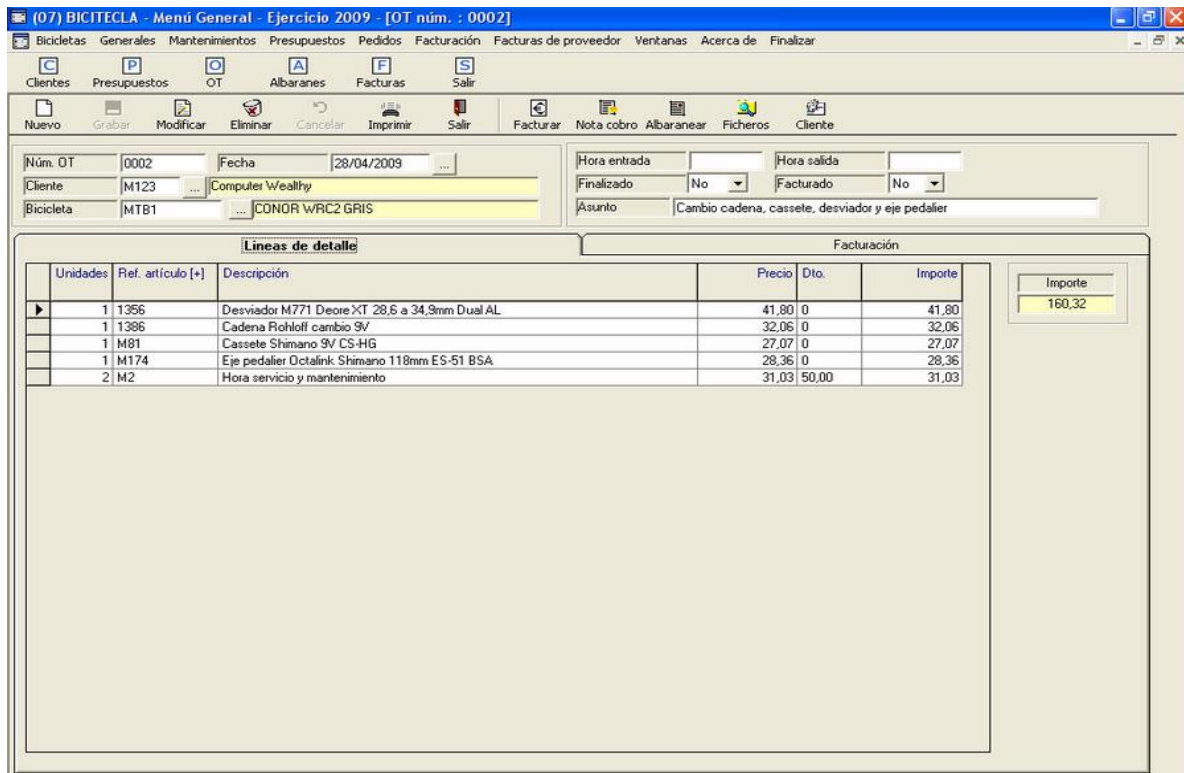 (07) BICITECLA - Menú General - Ejercicio 2009 - [OT núm. : 0002]
Bicicletas Generales Mantenimientos Presupuestos Pedidos Facturación Facturas de proveedor Ventanas Acerca de Finalizar
C P O A F S
Clientes Presupuestos OT Albaranes Facturas Salir
Nuevo Grabar Modificar Eliminar Cancelar Imprimir Salir Facturar Nota cobro Albaranear Ficheros Cliente
Núm. OT 0002 Fecha 28/04/2009 ... Hora entrada Hora salida
Cliente M123 ... Computer Wealthy Finalizado No Facturado No
Bicicleta MTB1 ... CONOR WRC2 GRIS Asunto Cambio cadena, cassete, desviador y eje pedalier
Lineas de detalle Facturación
Unidades Ref. artículo [+] Descripción Precio Dto. Importe Importe
160,32
1 1356 Desviador M771 Deore XT 28,6 a 34,9mm Dual AL 41,80 0 41,80
1 1386 Cadena Rohloff cambio 9V 32,06 0 32,06
1 M81 Cassete Shimano 9V CS-HG 27,07 0 27,07
1 M174 Eje pedalier Octalink Shimano 118mm ES-51 BSA 28,36 0 28,36
2 M2 Hora servicio y mantenimiento 31,03 50,00 31,03